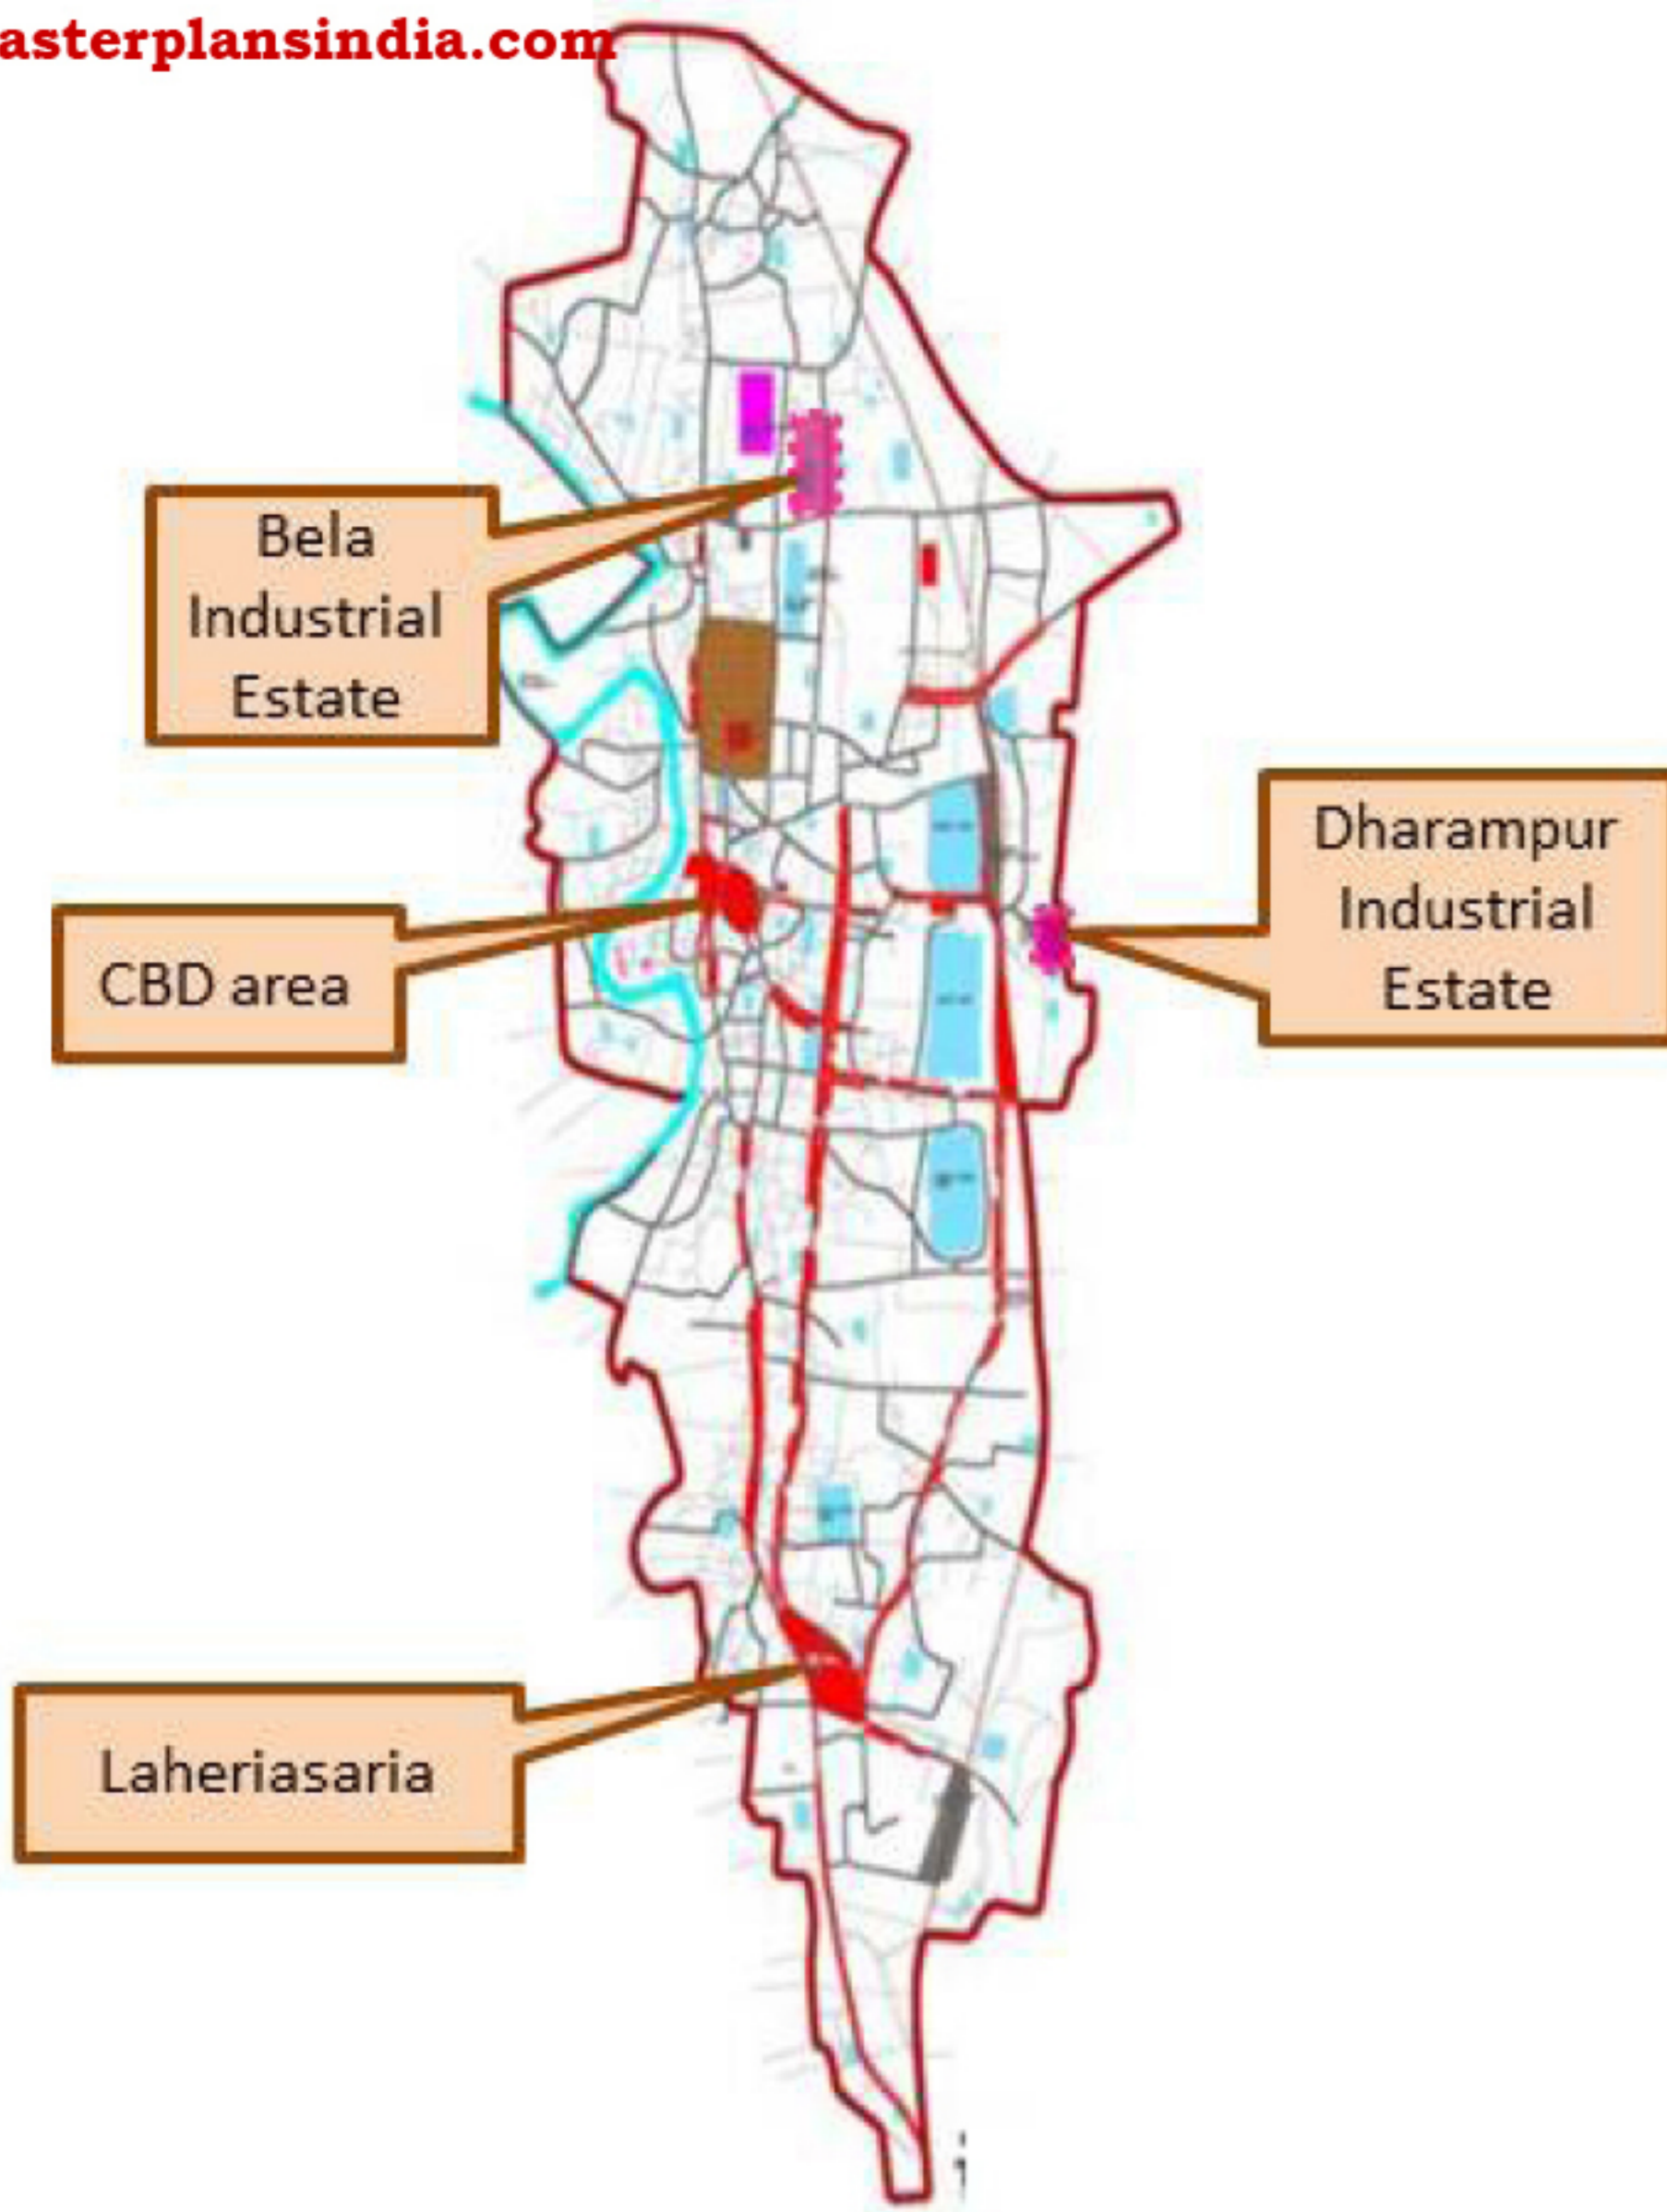 asterplansindia.com
Bela
Industrial
Estate
Dharampur
Industrial
Estate
CBD area
Laheriasaria